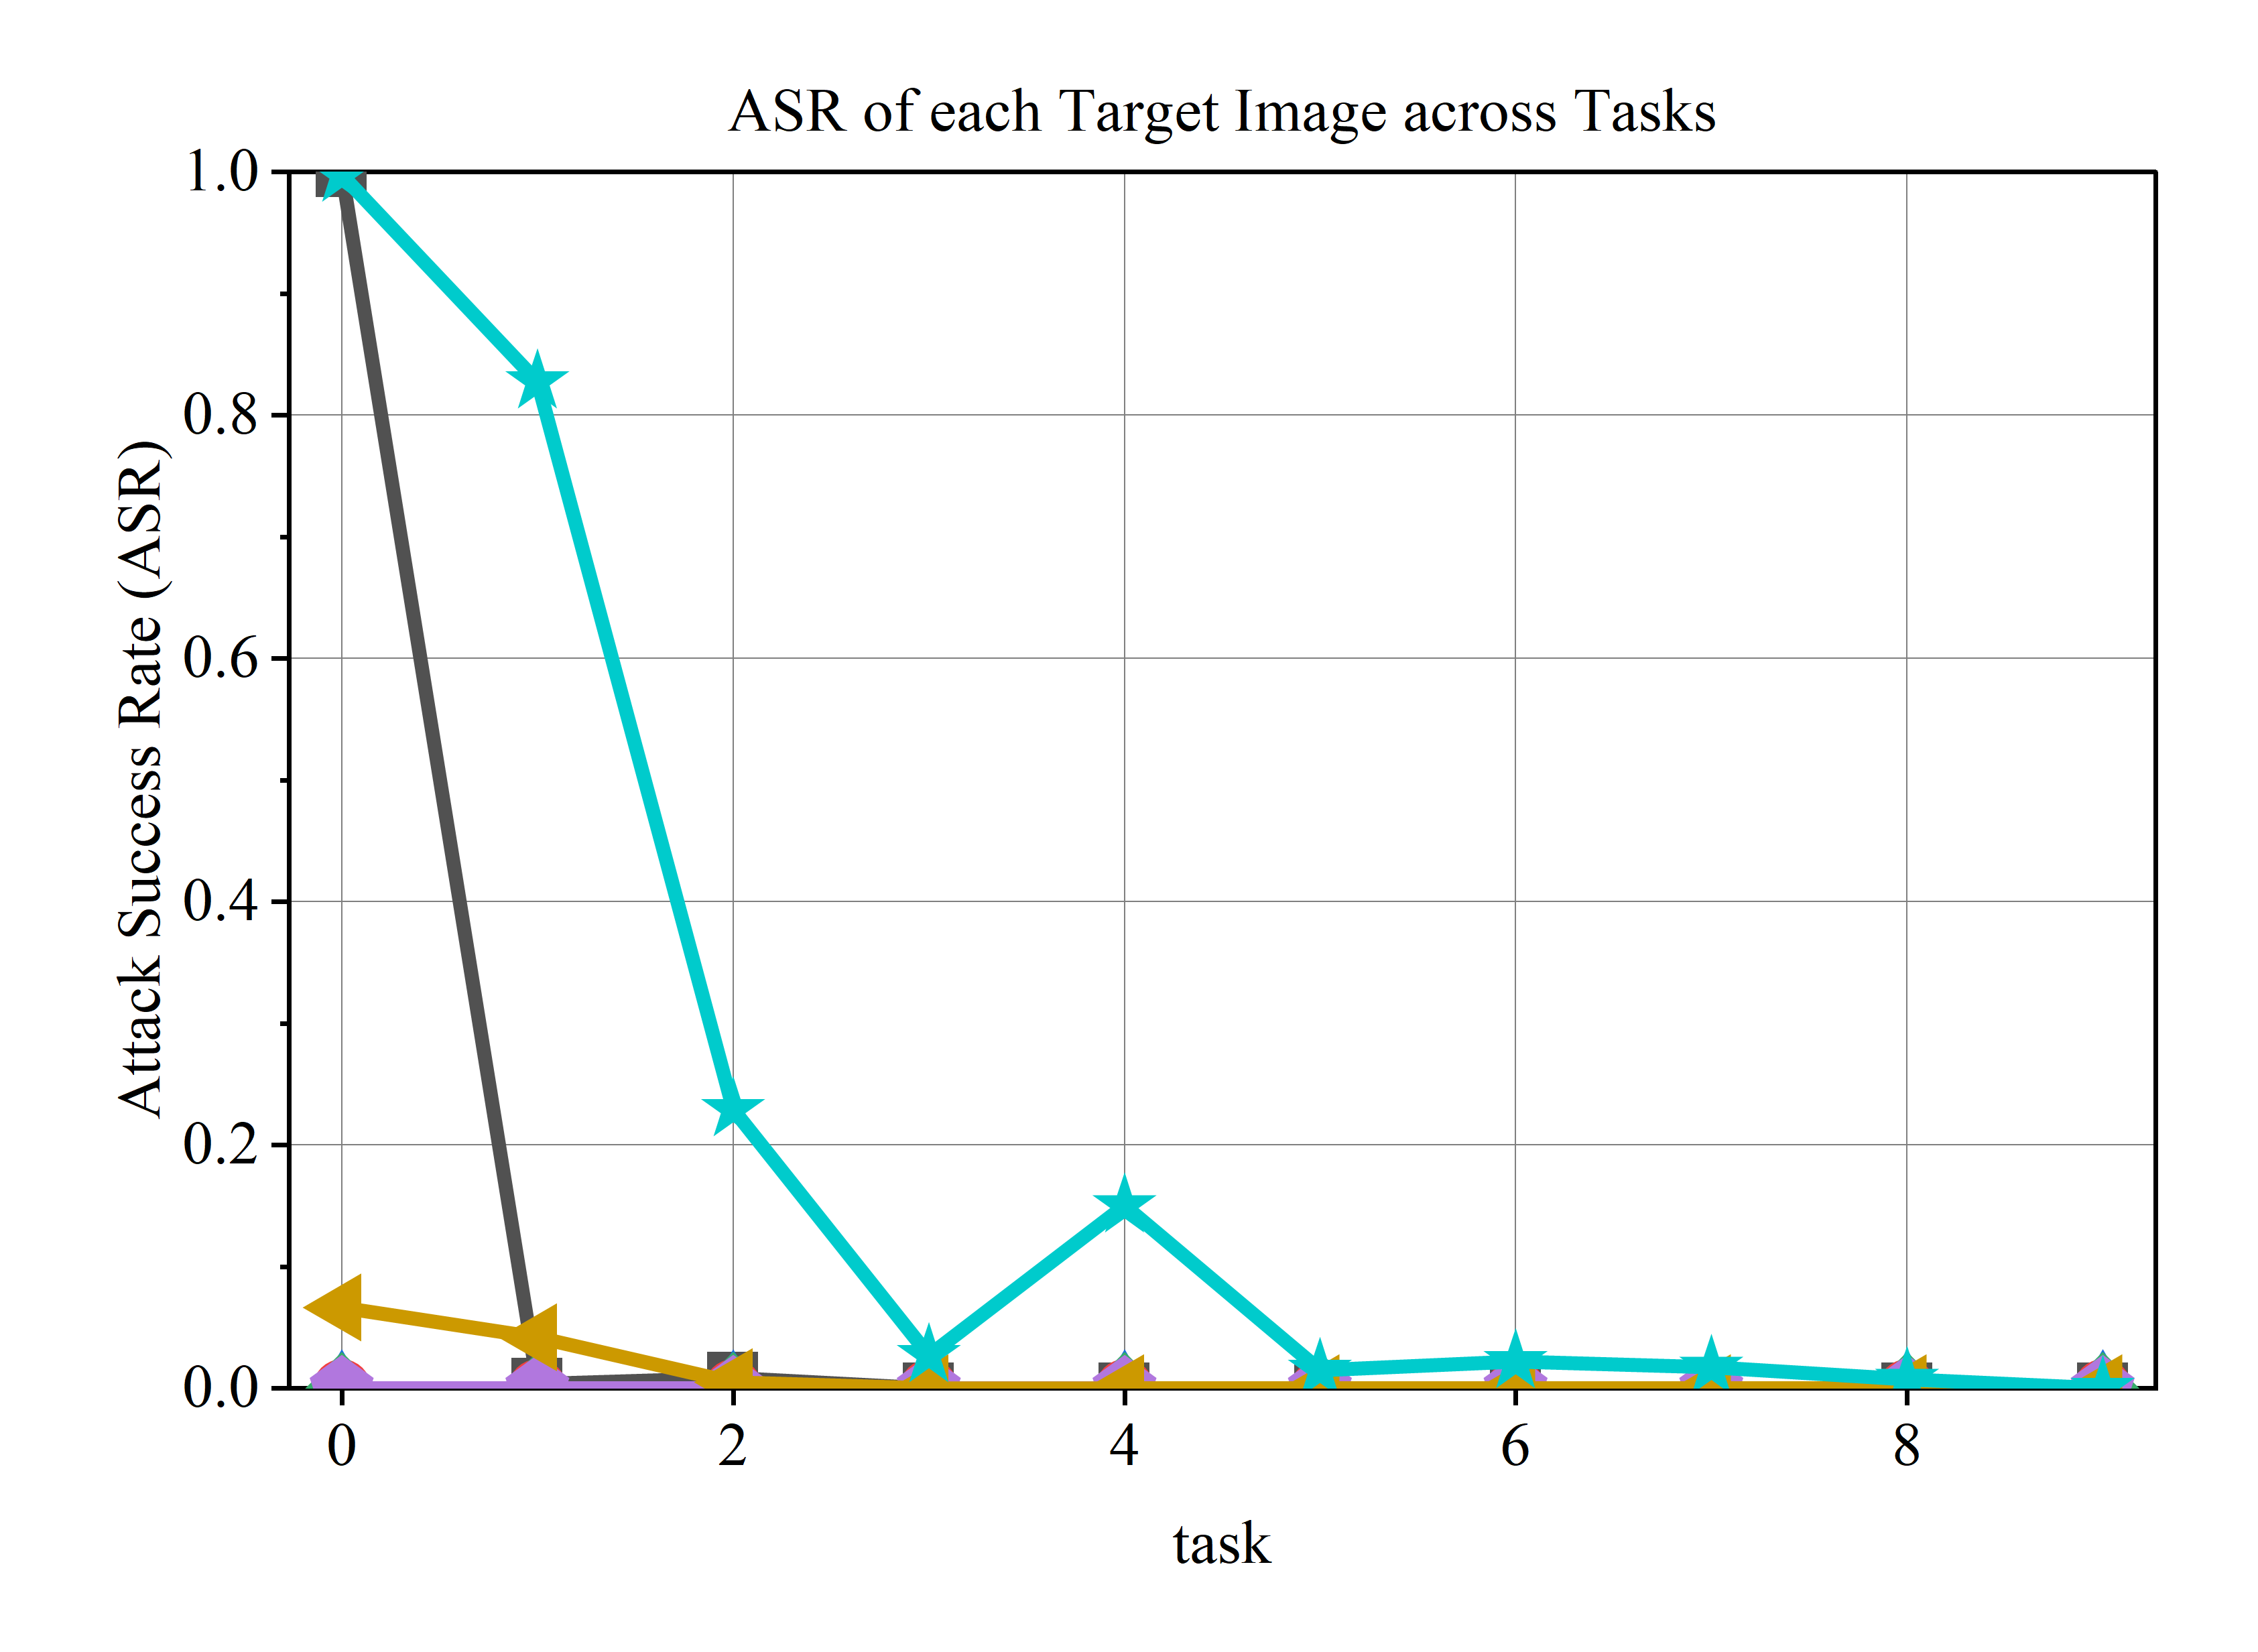 ASR of each Target Image across Tasks
Attack Success Rate (ASR)
1.0
0.8
0.6
0.4
0.2
0.0
0 2 4 6 8
task